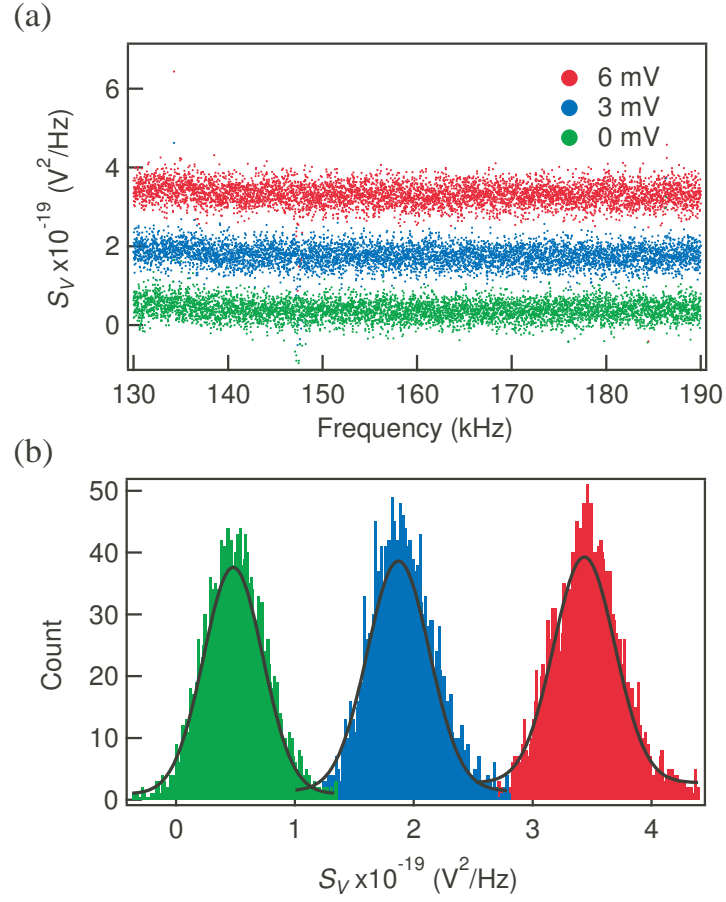 (a)
6
4
2
0
S_V x10^-19 (V^2/Hz)
6 mV
3 mV
0 mV
130 140 150 160 170 180 190
Frequency (kHz)
(b)
50
40
30
20
10
0
Count
0 1 2 3 4
S_V x10^-19 (V^2/Hz)